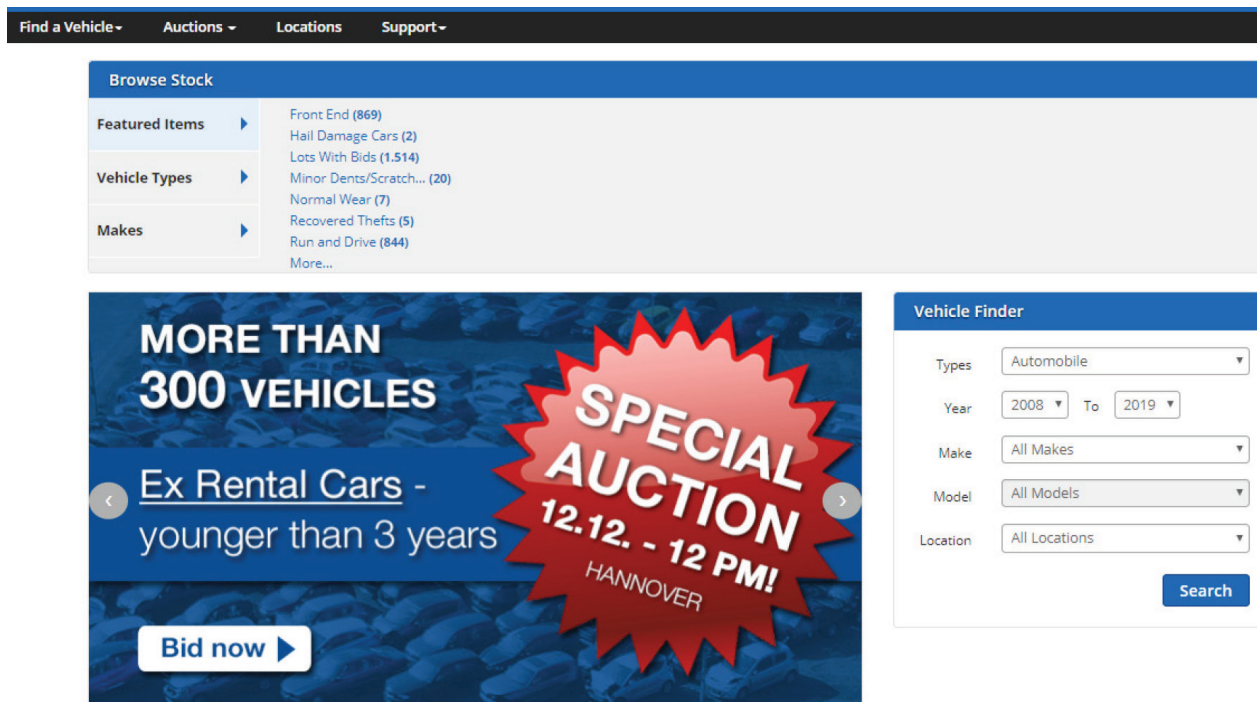 Find a Vehicle Auctions Locations Support
Browse Stock
Featured Items
Vehicle Types
Makes
Front End (869)
Hail Damage Cars (2)
Lots With Bids (1.514)
Minor Dents/Scratch... (20)
Normal Wear (7)
Recovered Thefts (5)
Run and Drive (844)
More...
MORE THAN
300 VEHICLES
Ex Rental Cars -
younger than 3 years
Bid now
SPECIAL
AUCTION
12.12. - 12 PM!
HANNOVER
Vehicle Finder
Types Automobile
Year 2008 To 2019
Make All Makes
Model All Models
Location All Locations
Search